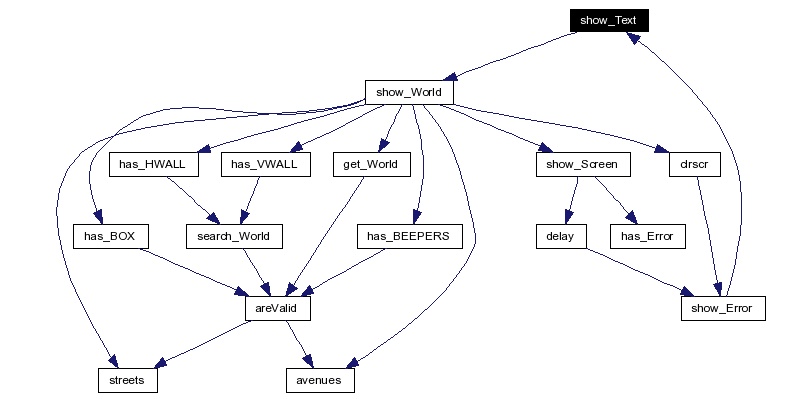 show_Text
show_World
has_HWALL
has_VWALL
get_World
show_Screen
clrscr
has_BOX
search_World
has_BEEPERS
delay
has_Error
areValid
show_Error
streets
avenues